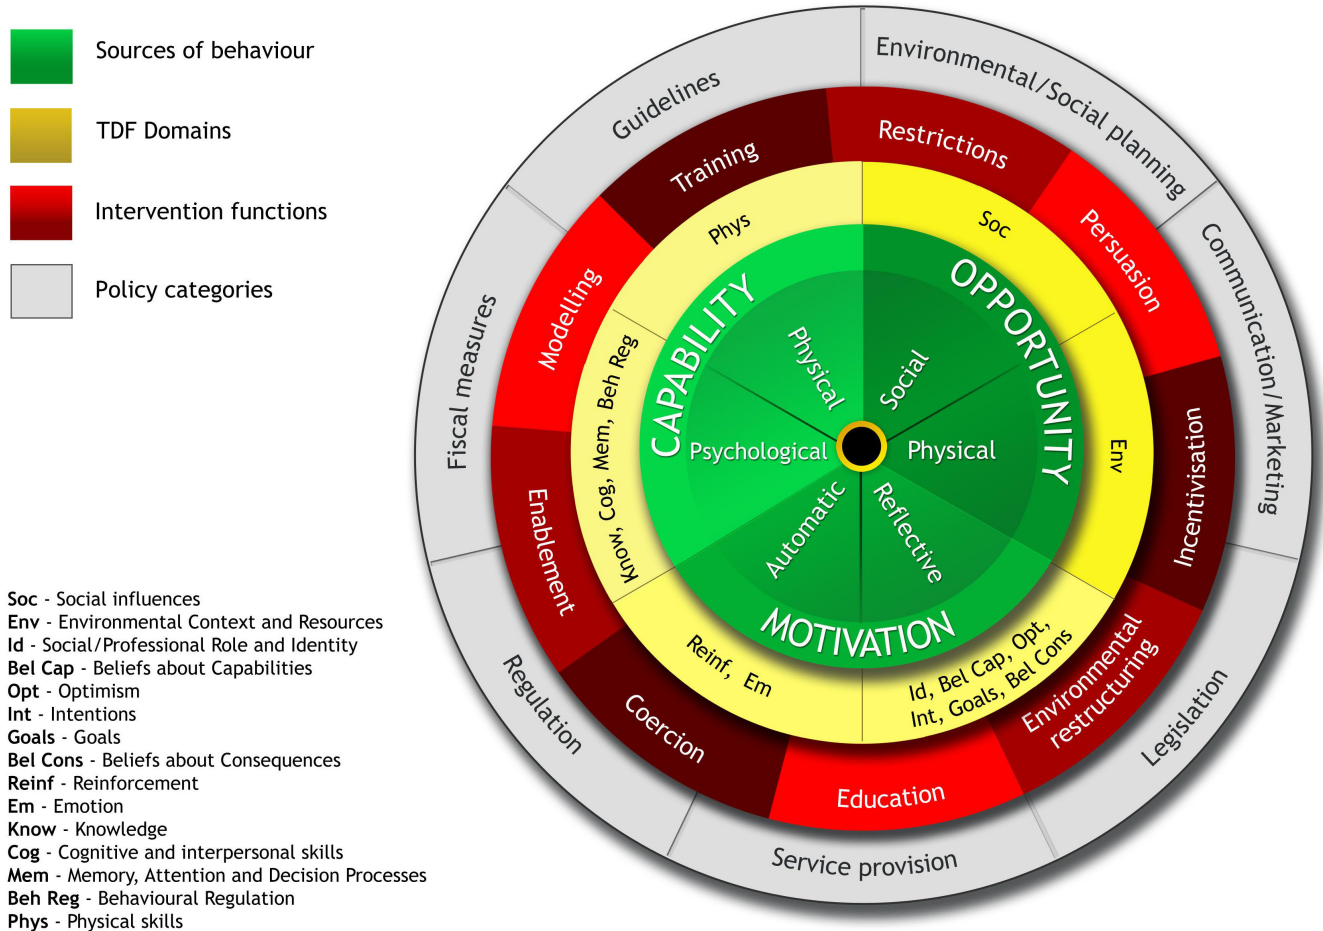 Sources of behaviour
TDF Domains
Intervention functions
Policy categories
Guidelines
Environmental/Social planning
Communication/Marketing
Legislation
Service provision
Regulation
Fiscal measures
Training
Restrictions
Persuasion
Incentivisation
Environmental
restructuring
Education
Coercion
Enablement
Modelling
Phys
Soc
Env
Id, Bel Cap, Opt,
Int, Goals, Bel Cons
Reinf, Em
Know, Cog, Mem, Beh Reg
CAPABILITY
OPPORTUNITY
MOTIVATION
Physical
Social
Physical
Reflective
Automatic
Psychological
Soc - Social influences
Env - Environmental Context and Resources
Id - Social/Professional Role and Identity
Bel Cap - Beliefs about Capabilities
Opt - Optimism
Int - Intentions
Goals - Goals
Bel Cons - Beliefs about Consequences
Reinf - Reinforcement
Em - Emotion
Know - Knowledge
Cog - Cognitive and interpersonal skills
Mem - Memory, Attention and Decision Processes
Beh Reg - Behavioural Regulation
Phys - Physical skills